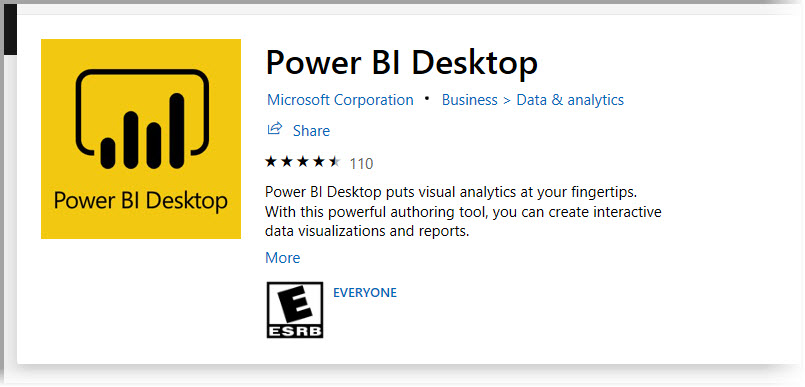 Power BI Desktop
Power BI Desktop
Microsoft Corporation • Business > Data & analytics
Share
110
Power BI Desktop puts visual analytics at your fingertips.
With this powerful authoring tool, you can create interactive
data visualizations and reports.
More
E
ESRB
EVERYONE